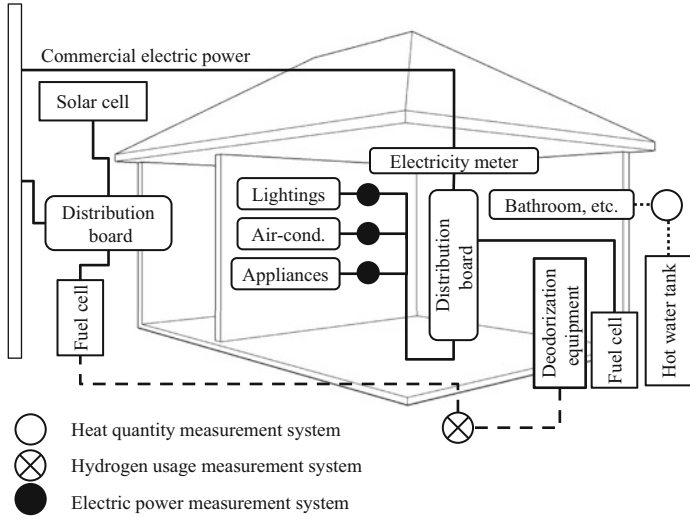 Commercial electric power
Solar cell
Electricity meter
Lightings
Bathroom, etc.
Distribution
board
Air-cond.
Appliances
Distribution
board
Fuel cell
Deodorization
equipment
Fuel cell
Hot water tank
Heat quantity measurement system
Hydrogen usage measurement system
Electric power measurement system